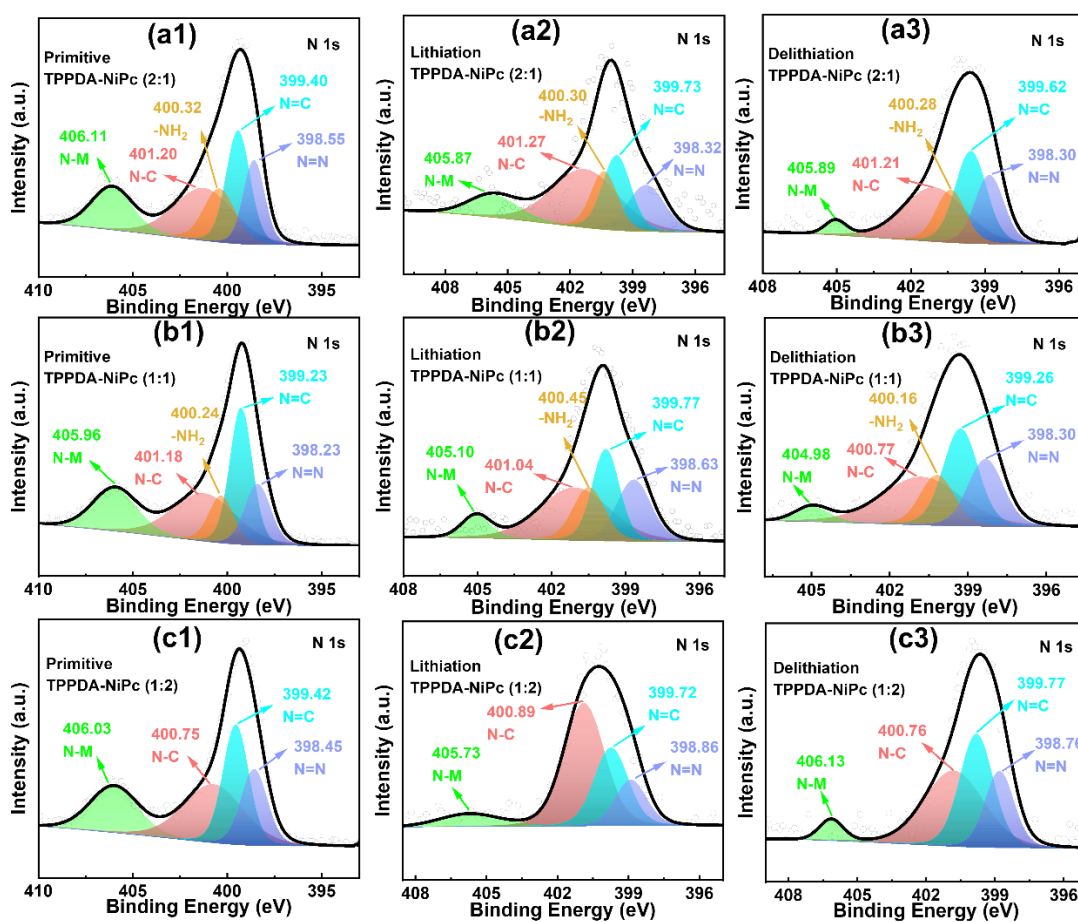 (a1)
N 1s
Primitive
TPPDA-NiPc (2:1)
399.40
N=C
400.32
-NH2
406.11
N-M
401.20
N-C
398.55
N=N
Intensity (a.u.)
410 405 400 395
Binding Energy (eV)
(a2)
N 1s
Lithiation
TPPDA-NiPc (2:1)
399.73
N=C
400.30
-NH2
401.27
N-C
405.87
N-M
398.32
N=N
Intensity (a.u.)
408 405 402 399 396
Binding Energy (eV)
(a3)
N 1s
Delithiation
TPPDA-NiPc (2:1)
399.62
N=C
400.28
-NH2
401.21
N-C
405.89
N-M
398.30
N=N
Intensity (a.u.)
408 405 402 399 396
Binding Energy (eV)
(b1)
N 1s
Primitive
TPPDA-NiPc (1:1)
399.23
N=C
400.24
-NH2
405.96
N-M
401.18
N-C
398.23
N=N
Intensity (a.u.)
410 405 400 395
Binding Energy (eV)
(b2)
N 1s
Lithiation
TPPDA-NiPc (1:1)
399.77
N=C
400.45
-NH2
405.10
N-M
401.04
N-C
398.63
N=N
Intensity (a.u.)
408 405 402 399 396
Binding Energy (eV)
(b3)
N 1s
Delithiation
TPPDA-NiPc (1:1)
399.26
N=C
400.16
-NH2
400.77
N-C
404.98
N-M
398.30
N=N
Intensity (a.u.)
405 402 399 396
Binding Energy (eV)
(c1)
N 1s
Primitive
TPPDA-NiPc (1:2)
399.42
N=C
406.03
N-M
400.75
N-C
398.45
N=N
Intensity (a.u.)
410 405 400 395
Binding Energy (eV)
(c2)
N 1s
Lithiation
TPPDA-NiPc (1:2)
400.89
N-C
399.72
N=C
405.73
N-M
398.86
N=N
Intensity (a.u.)
408 405 402 399 396
Binding Energy (eV)
(c3)
N 1s
Delithiation
TPPDA-NiPc (1:2)
399.77
N=C
400.76
N-C
406.13
N-M
398.76
N=N
Intensity (a.u.)
408 405 402 399 396
Binding Energy (eV)